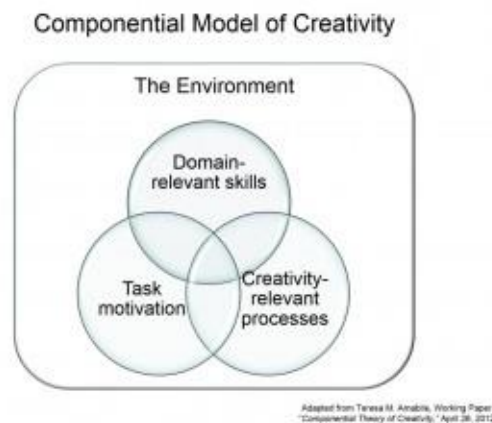 Componential Model of Creativity
The Environment
Domain-
relevant skills
Task
motivation
Creativity-
relevant
processes
Adapted from Teresa M. Amabile, Working Paper
"Componential Theory of Creativity," April 26, 2012